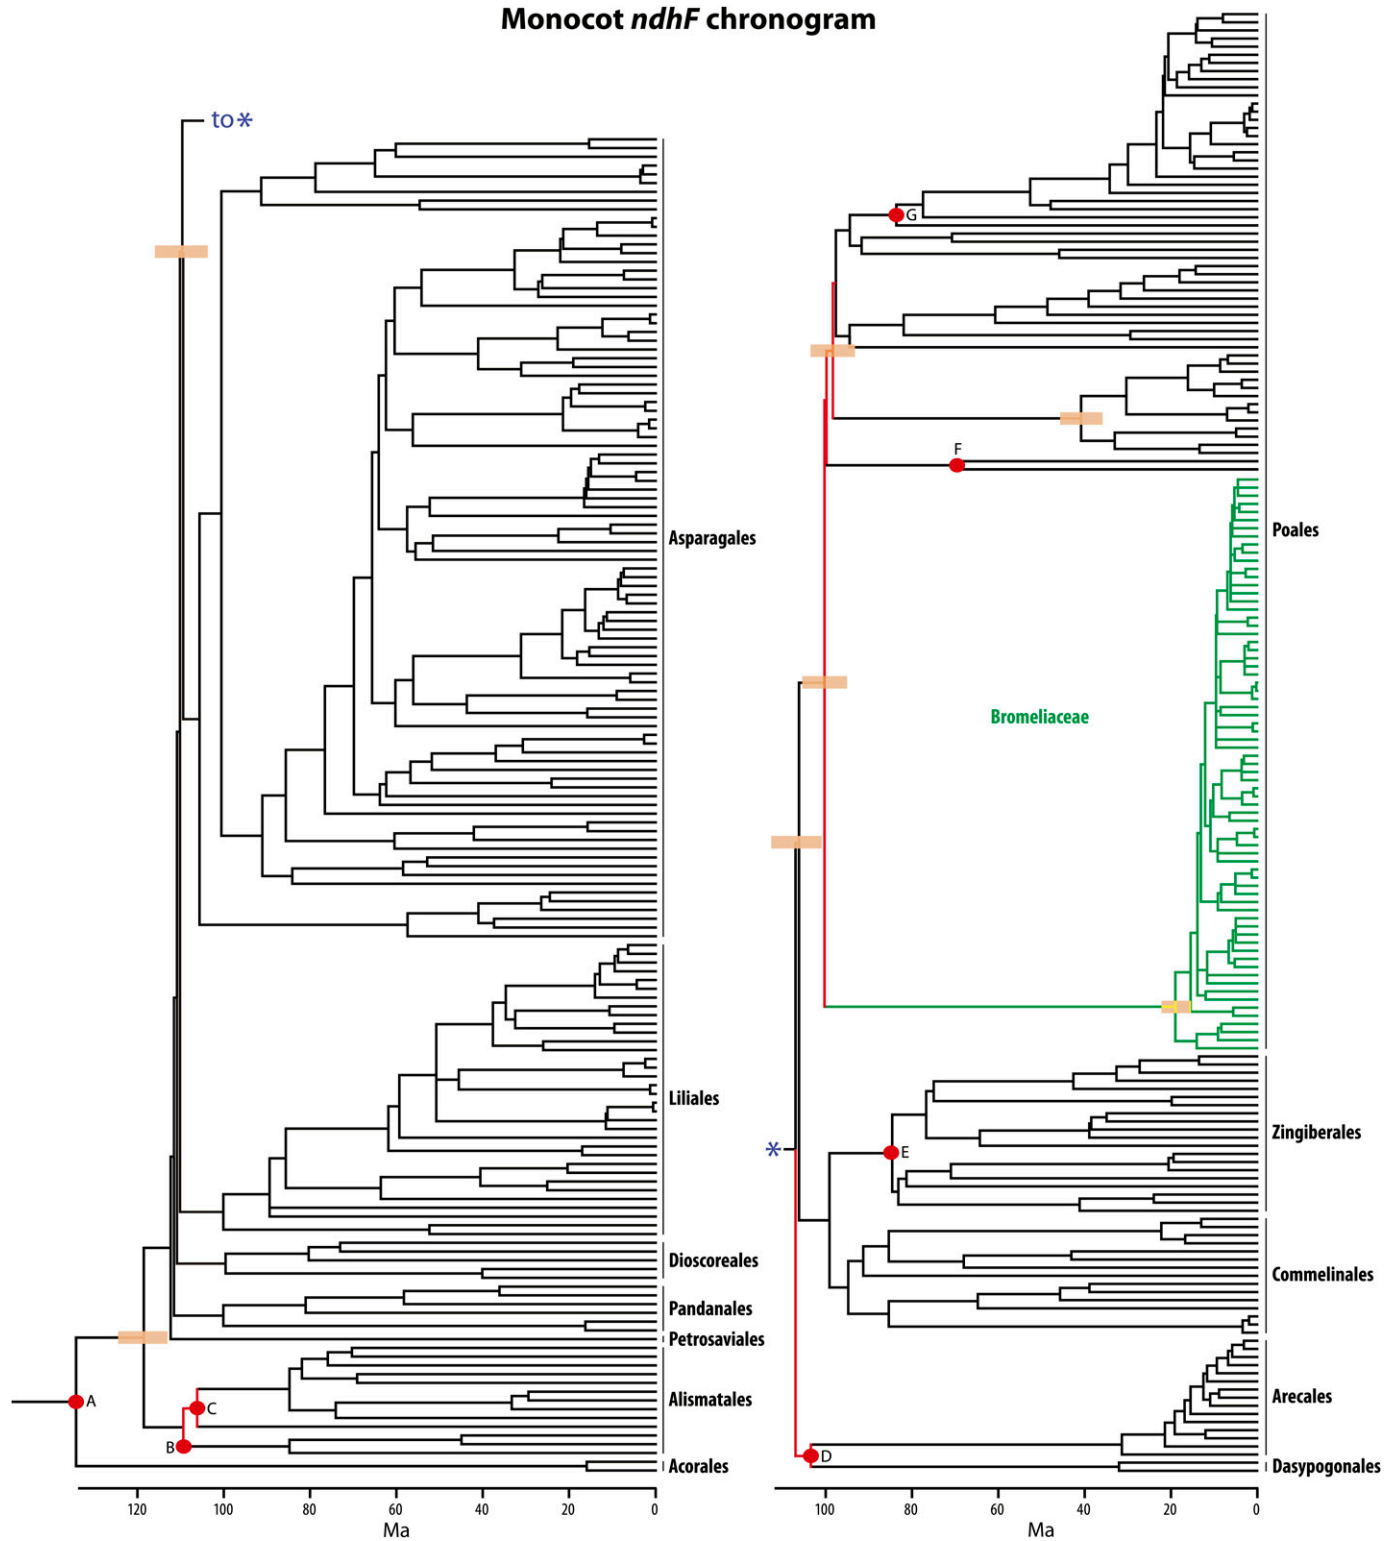 Monocot ndhF chronogram
to*
Asparagales
Liliales
Dioscoreales
Pandanales
Petrosaviales
Alismatales
Acorales
A
C
B
120 100 80 60 40 20 0
Ma
G
F
Poales
Bromeliaceae
*
E
Zingiberales
Commelinales
Arecales
D
Dasypogonales
100 80 60 40 20 0
Ma